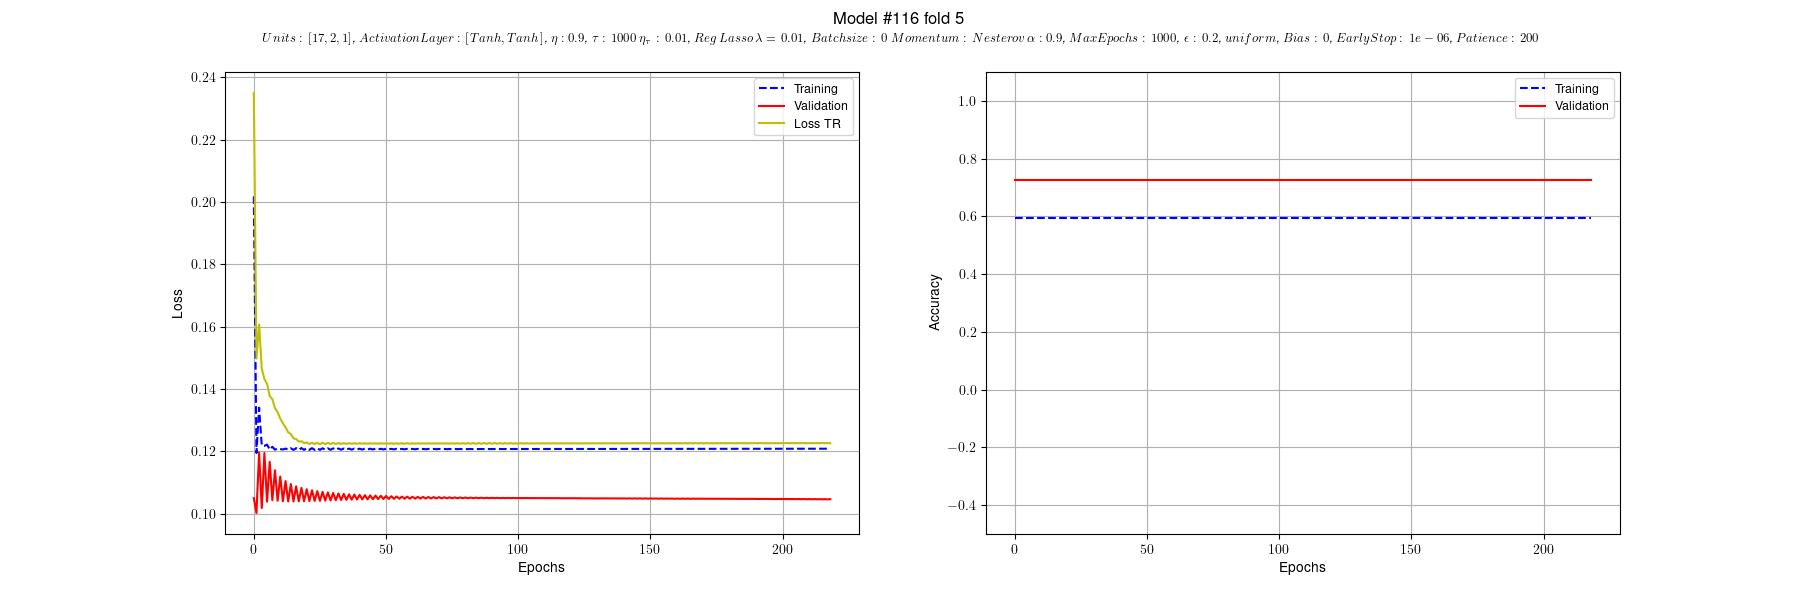 Model #116 fold 5
Units : [17, 2, 1], ActivationLayer : [Tanh, Tanh], η : 0.9, τ : 1000 η_τ : 0.01, Reg Lasso λ = 0.01, Batchsize : 0 Momentum : Nesterov α : 0.9, MaxEpochs : 1000, ϵ : 0.2, uniform, Bias : 0, EarlyStop : 1e − 06, Patience : 200
0.24
0.22
0.20
0.18
0.16
0.14
0.12
0.10
Loss
Training
Validation
Loss TR
0 50 100 150 200
Epochs
1.0
0.8
0.6
0.4
0.2
0.0
−0.2
−0.4
Accuracy
Training
Validation
0 50 100 150 200
Epochs